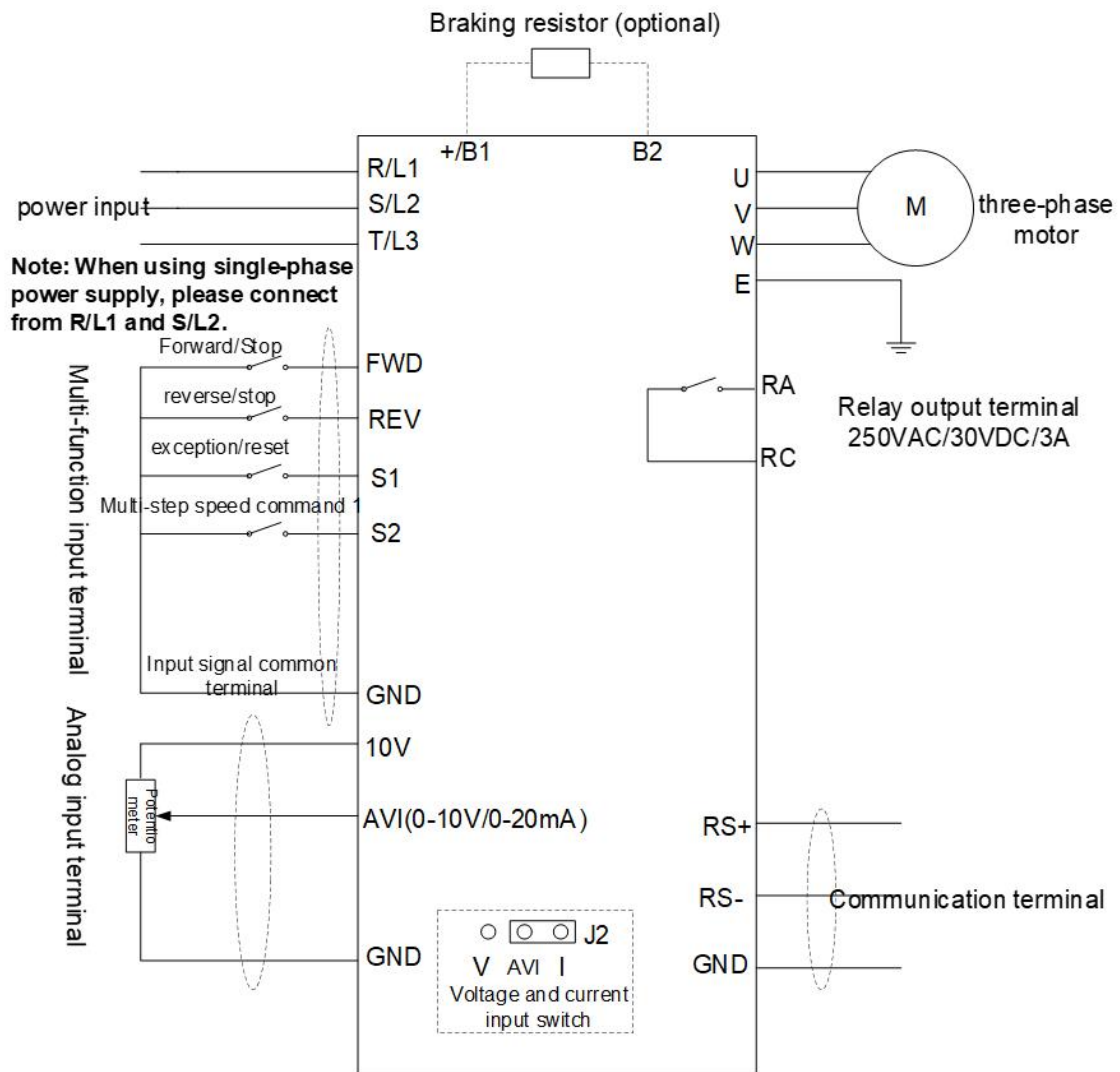 Braking resistor (optional)
+/B1
B2
R/L1
S/L2
T/L3
power input
Note: When using single-phase
power supply, please connect
from R/L1 and S/L2.
U
V
W
E
M
three-phase
motor
Multi-function input terminal
Forward/Stop
FWD
reverse/stop
REV
exception/reset
S1
Multi-step speed command 1
S2
Input signal common
terminal
GND
RA
RC
Relay output terminal
250VAC/30VDC/3A
Analog input terminal
10V
Potentio
meter
AVI(0-10V/0-20mA)
GND
J2
V AVI I
Voltage and current
input switch
RS+
RS-
GND
Communication terminal